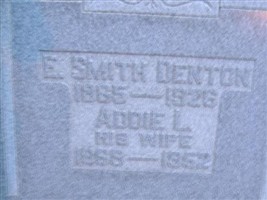 E. SMITH DENTON
1865—1926
ADDIE L.
HIS WIFE
1868—1952